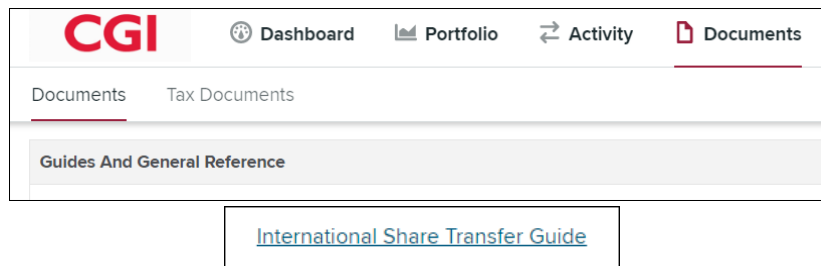 CGI Dashboard Portfolio Activity Documents
Documents Tax Documents
Guides And General Reference
International Share Transfer Guide